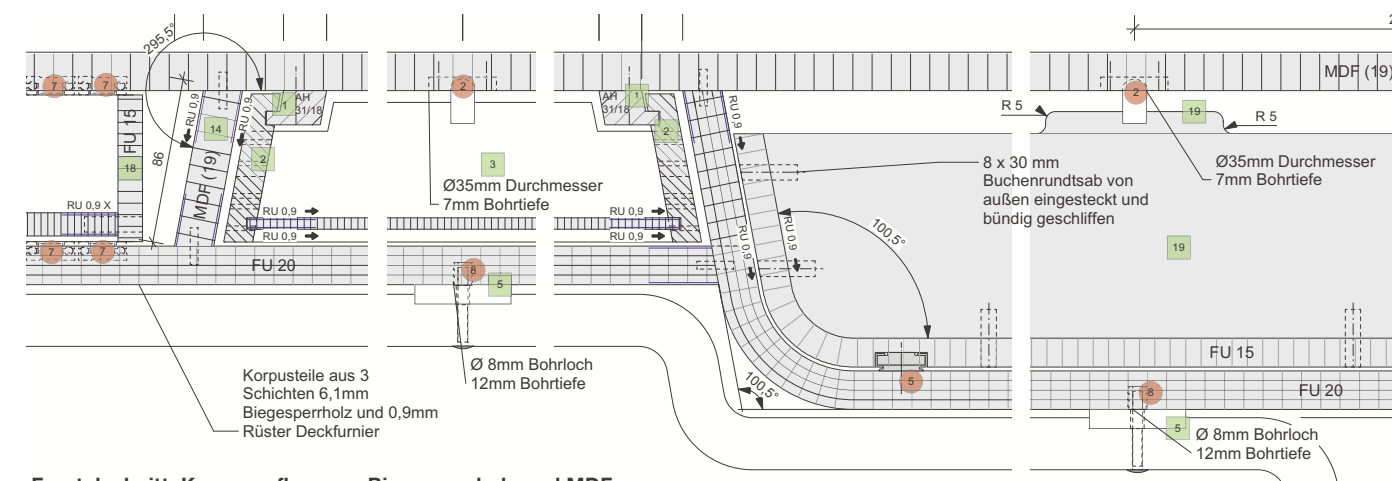 295,5°
7
7
RU 0,9
RU 0,9
14
1
AH
31/18
2
FU 15
18
86
MDF (19)
RU 0,9 X
7
7
RU 0,9
RU 0,9
FU 20
2
3
Ø35mm Durchmesser
7mm Bohrtiefe
8
5
Ø 8mm Bohrloch
12mm Bohrtiefe
Korpusteile aus 3
Schichten 6,1mm
Biegesperrholz und 0,9mm
Rüster Deckfurnier
AH
31/18
1
2
RU 0,9
RU 0,9
RU 0,9
RU 0,9
RU 0,9
8 x 30 mm
Buchenrundtsab von
außen eingesteckt und
bündig geschliffen
100,5°
100,5°
5
2
MDF (19)
2
R 5
19
R 5
Ø35mm Durchmesser
7mm Bohrtiefe
19
FU 15
FU 20
8
5
Ø 8mm Bohrloch
12mm Bohrtiefe